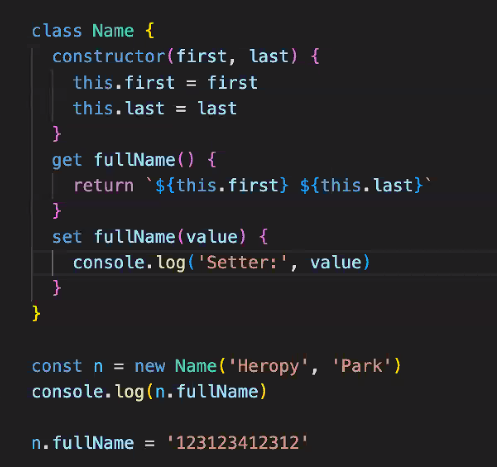 class Name {
  constructor(first, last) {
    this.first = first
    this.last = last
  }
  get fullName() {
    return `${this.first} ${this.last}`
  }
  set fullName(value) {
    console.log('Setter:', value)
  }
}
const n = new Name('Heropy', 'Park')
console.log(n.fullName)
n.fullName = '123123412312'